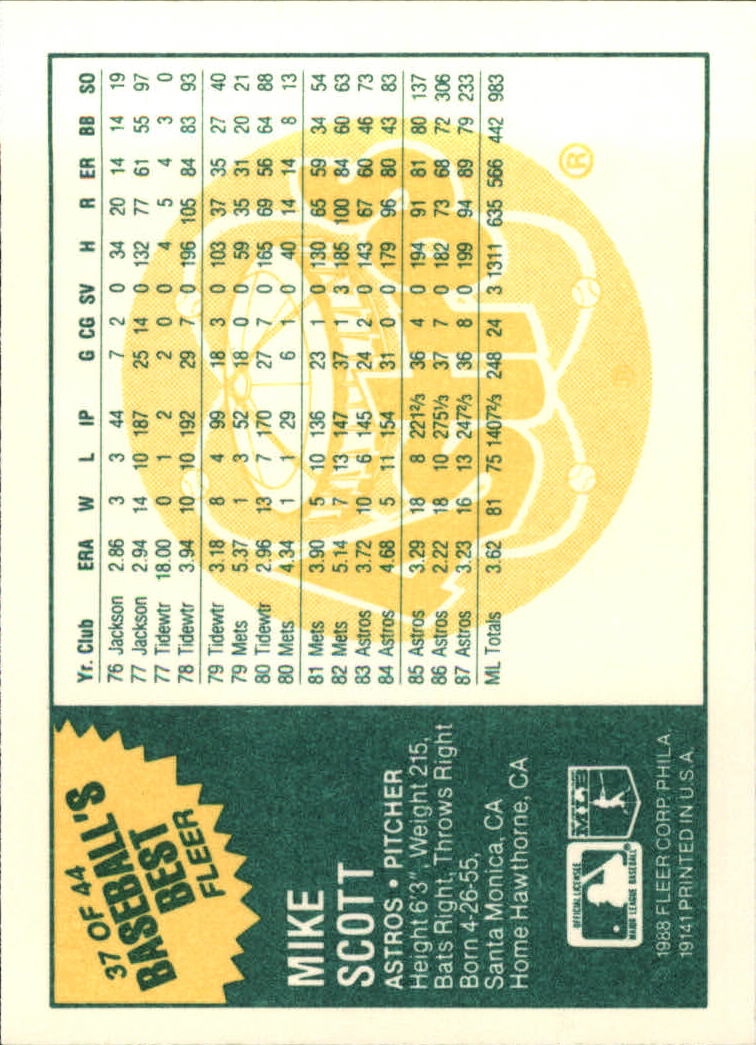 37 OF 44
BASEBALL'S
BEST
FLEER
MIKE
SCOTT
ASTROS • PITCHER
Height 6'3", Weight 215,
Bats Right, Throws Right
Born 4-26-55,
Santa Monica, CA
Home Hawthorne, CA
OFFICIAL LICENSEE
MAJOR LEAGUE BASEBALL®
1988 FLEER CORP. PHILA.
19141 PRINTED IN U.S.A.
Yr. Club ERA W L IP G CG SV H R ER BB SO
76 Jackson 2.86 3 3 44 7 2 0 34 20 14 14 19
77 Jackson 2.94 14 10 187 25 14 0 132 77 61 55 97
77 Tidewtr 18.00 0 1 2 2 0 0 4 5 4 3 0
78 Tidewtr 3.94 10 10 192 29 7 0 196 105 84 83 93
79 Tidewtr 3.18 8 4 99 18 3 0 103 37 35 27 40
79 Mets 5.37 1 3 52 18 0 0 59 35 31 20 21
80 Tidewtr 2.96 13 7 170 27 7 0 165 69 56 64 88
80 Mets 4.34 1 1 29 6 1 0 40 14 14 8 13
81 Mets 3.90 5 10 136 23 1 0 130 65 59 34 54
82 Mets 5.14 7 13 147 37 1 3 185 100 84 60 63
83 Astros 3.72 10 6 145 24 2 0 143 67 60 46 73
84 Astros 4.68 5 11 154 31 0 0 179 96 80 43 83
85 Astros 3.29 18 8 221⅔ 36 4 0 194 91 81 80 137
86 Astros 2.22 18 10 275⅓ 37 7 0 182 73 68 72 306
87 Astros 3.23 16 13 247⅔ 36 8 0 199 94 89 79 233
ML Totals 3.62 81 75 1407⅔ 248 24 3 1311 635 566 442 983
®